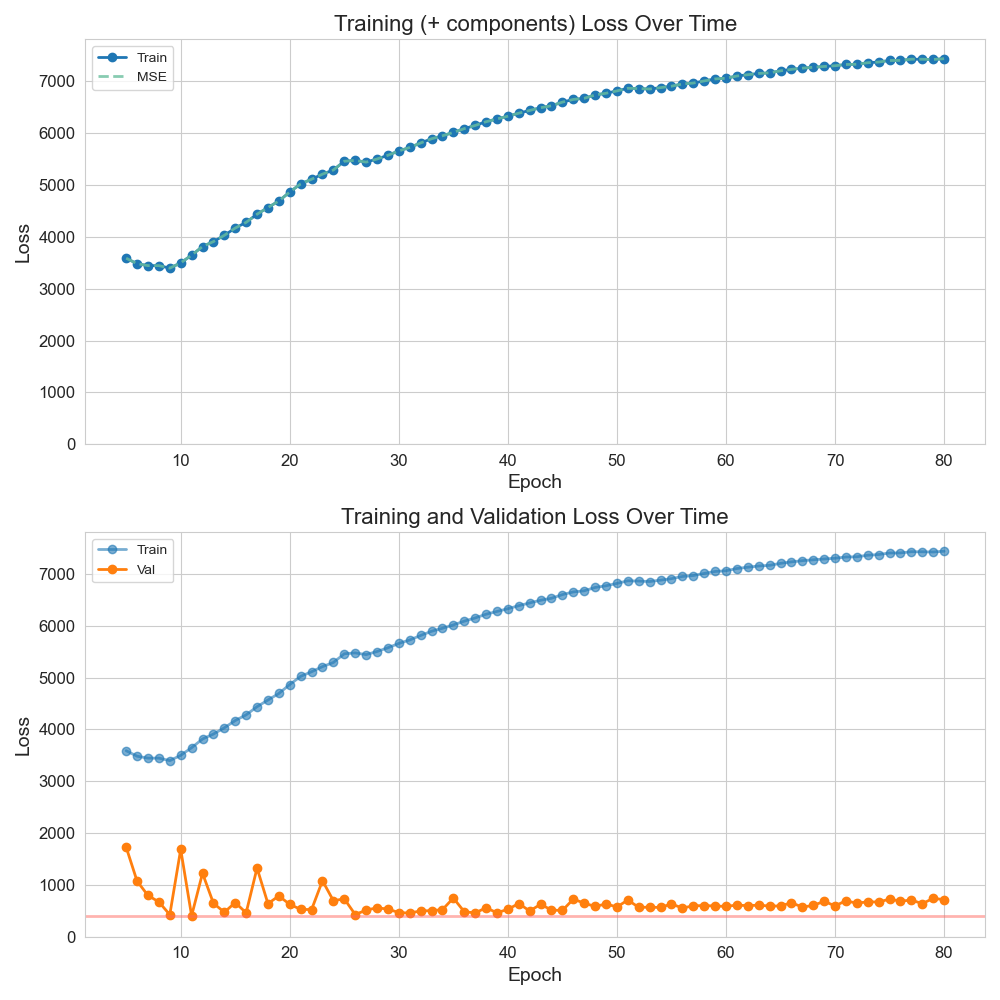 Training (+ components) Loss Over Time
Train
MSE
Loss
7000
6000
5000
4000
3000
2000
1000
0
10 20 30 40 50 60 70 80
Epoch
Training and Validation Loss Over Time
Train
Val
Loss
7000
6000
5000
4000
3000
2000
1000
0
10 20 30 40 50 60 70 80
Epoch